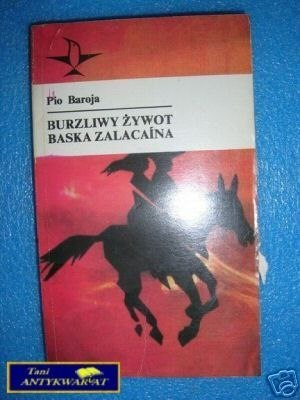 Pio Baroja
BURZLIWY ŻYWOT
BASKA ZALACAÍNA
Tani
ANTYKWARIAT